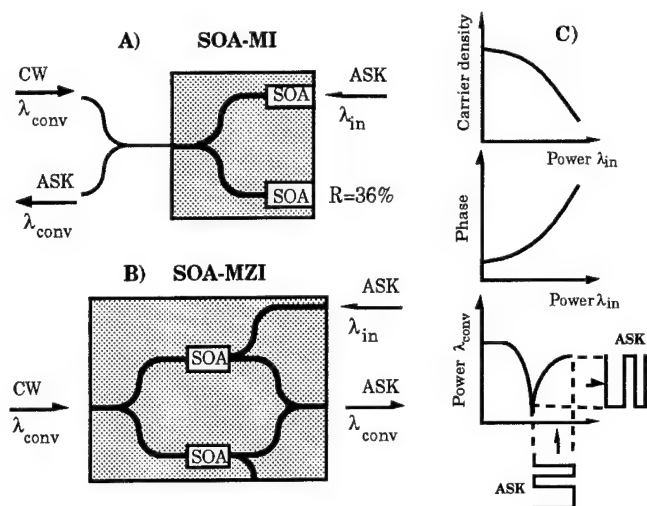 A) SOA-MI
CW
λconv
ASK
λconv
SOA
SOA
ASK
λin
R=36%
B) SOA-MZI
CW
λconv
SOA
SOA
ASK
λin
ASK
λconv
C)
Carrier density
Power λin
Phase
Power λin
Power λconv
ASK
ASK